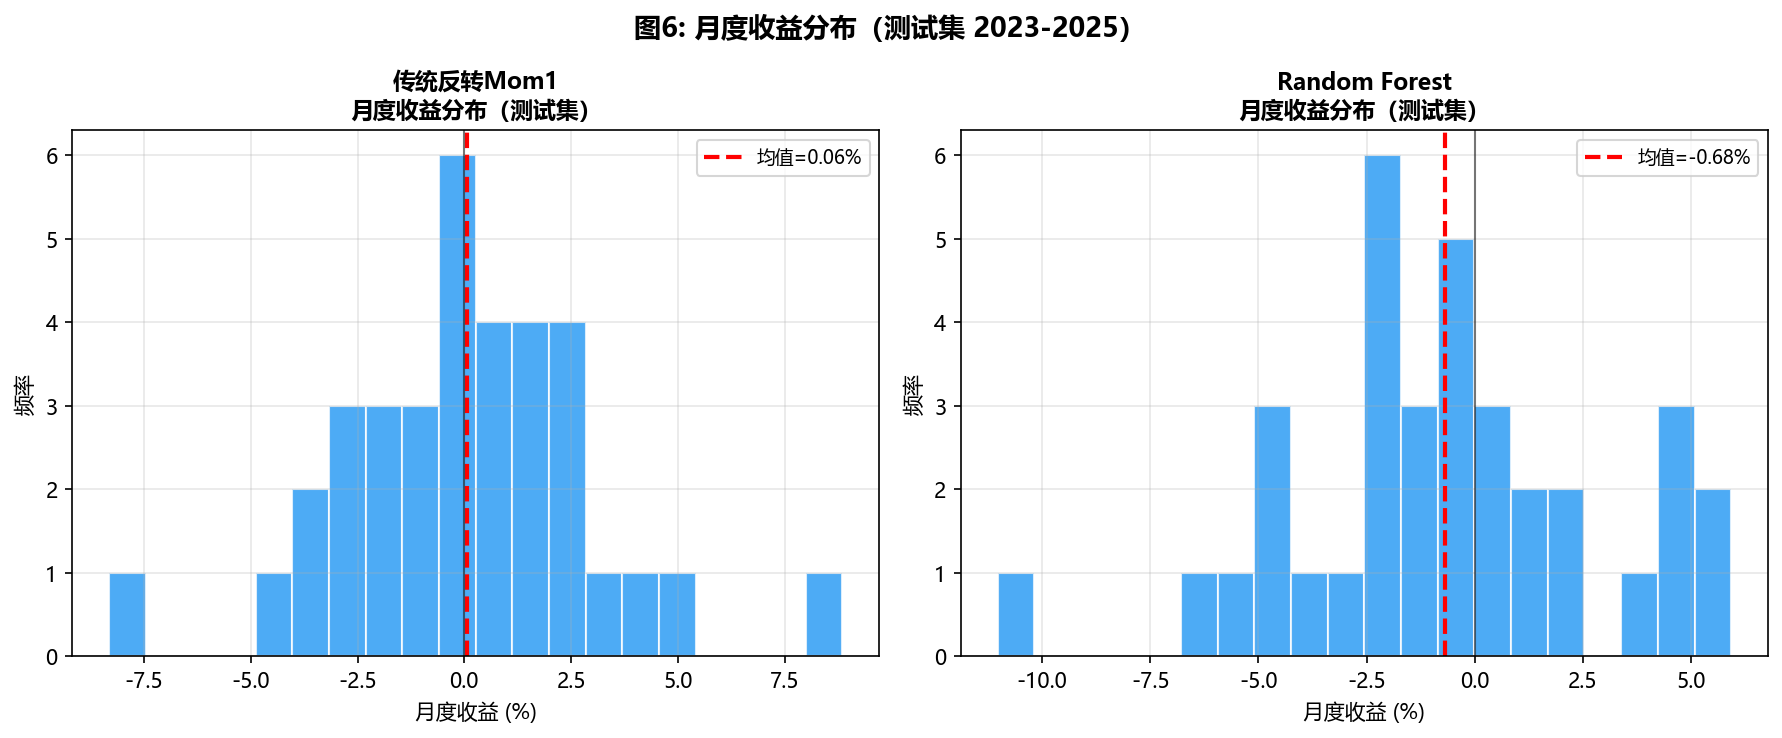 图6: 月度收益分布（测试集 2023-2025）
传统反转Mom1
月度收益分布（测试集）
均值=0.06%
频率
6
5
4
3
2
1
0
-7.5 -5.0 -2.5 0.0 2.5 5.0 7.5
月度收益 (%)
Random Forest
月度收益分布（测试集）
均值=-0.68%
频率
6
5
4
3
2
1
0
-10.0 -7.5 -5.0 -2.5 0.0 2.5 5.0
月度收益 (%)